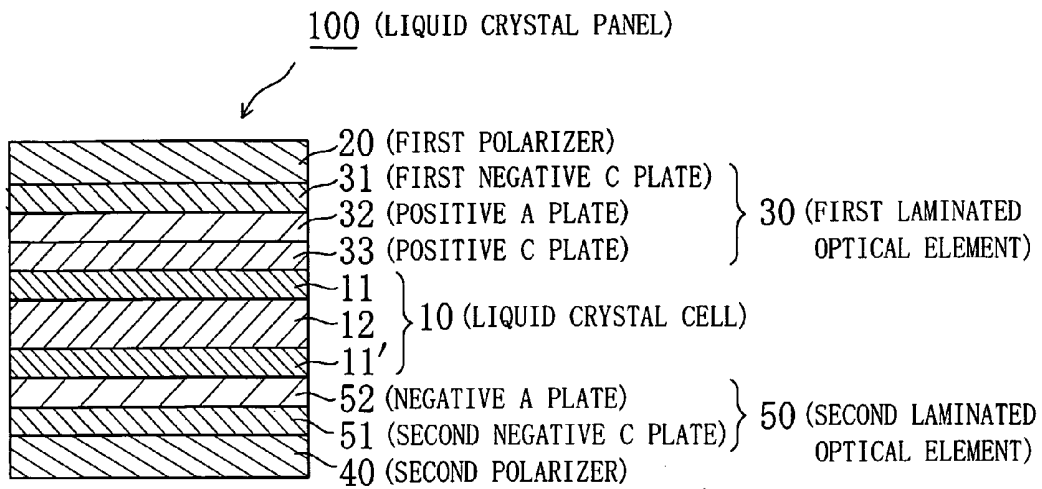 100 (LIQUID CRYSTAL PANEL)
20 (FIRST POLARIZER)
31 (FIRST NEGATIVE C PLATE)
32 (POSITIVE A PLATE)
33 (POSITIVE C PLATE)
30 (FIRST LAMINATED
OPTICAL ELEMENT)
11
12
11′
10 (LIQUID CRYSTAL CELL)
52 (NEGATIVE A PLATE)
51 (SECOND NEGATIVE C PLATE)
50 (SECOND LAMINATED
OPTICAL ELEMENT)
40 (SECOND POLARIZER)